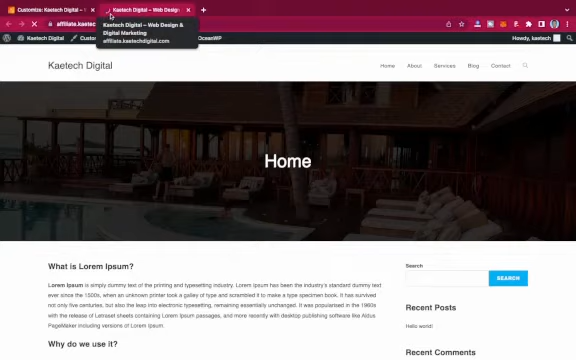 Customize: Kaetech Digital –
Kaetech Digital – Web Design
affiliate.kaetec
Kaetech Digital – Web Design &
Digital Marketing
affiliate.kaetechdigital.com
Kaetech Digital
Custom
OceanWP
Howdy, kaetech
Kaetech Digital
Home
About
Services
Blog
Contact
Home
What is Lorem Ipsum?
Lorem Ipsum is simply dummy text of the printing and typesetting industry. Lorem Ipsum has been the industry's standard dummy text
ever since the 1500s, when an unknown printer took a galley of type and scrambled it to make a type specimen book. It has survived
not only five centuries, but also the leap into electronic typesetting, remaining essentially unchanged. It was popularised in the 1960s
with the release of Letraset sheets containing Lorem Ipsum passages, and more recently with desktop publishing software like Aldus
PageMaker including versions of Lorem Ipsum.
Why do we use it?
Search
SEARCH
Recent Posts
Hello world!
Recent Comments